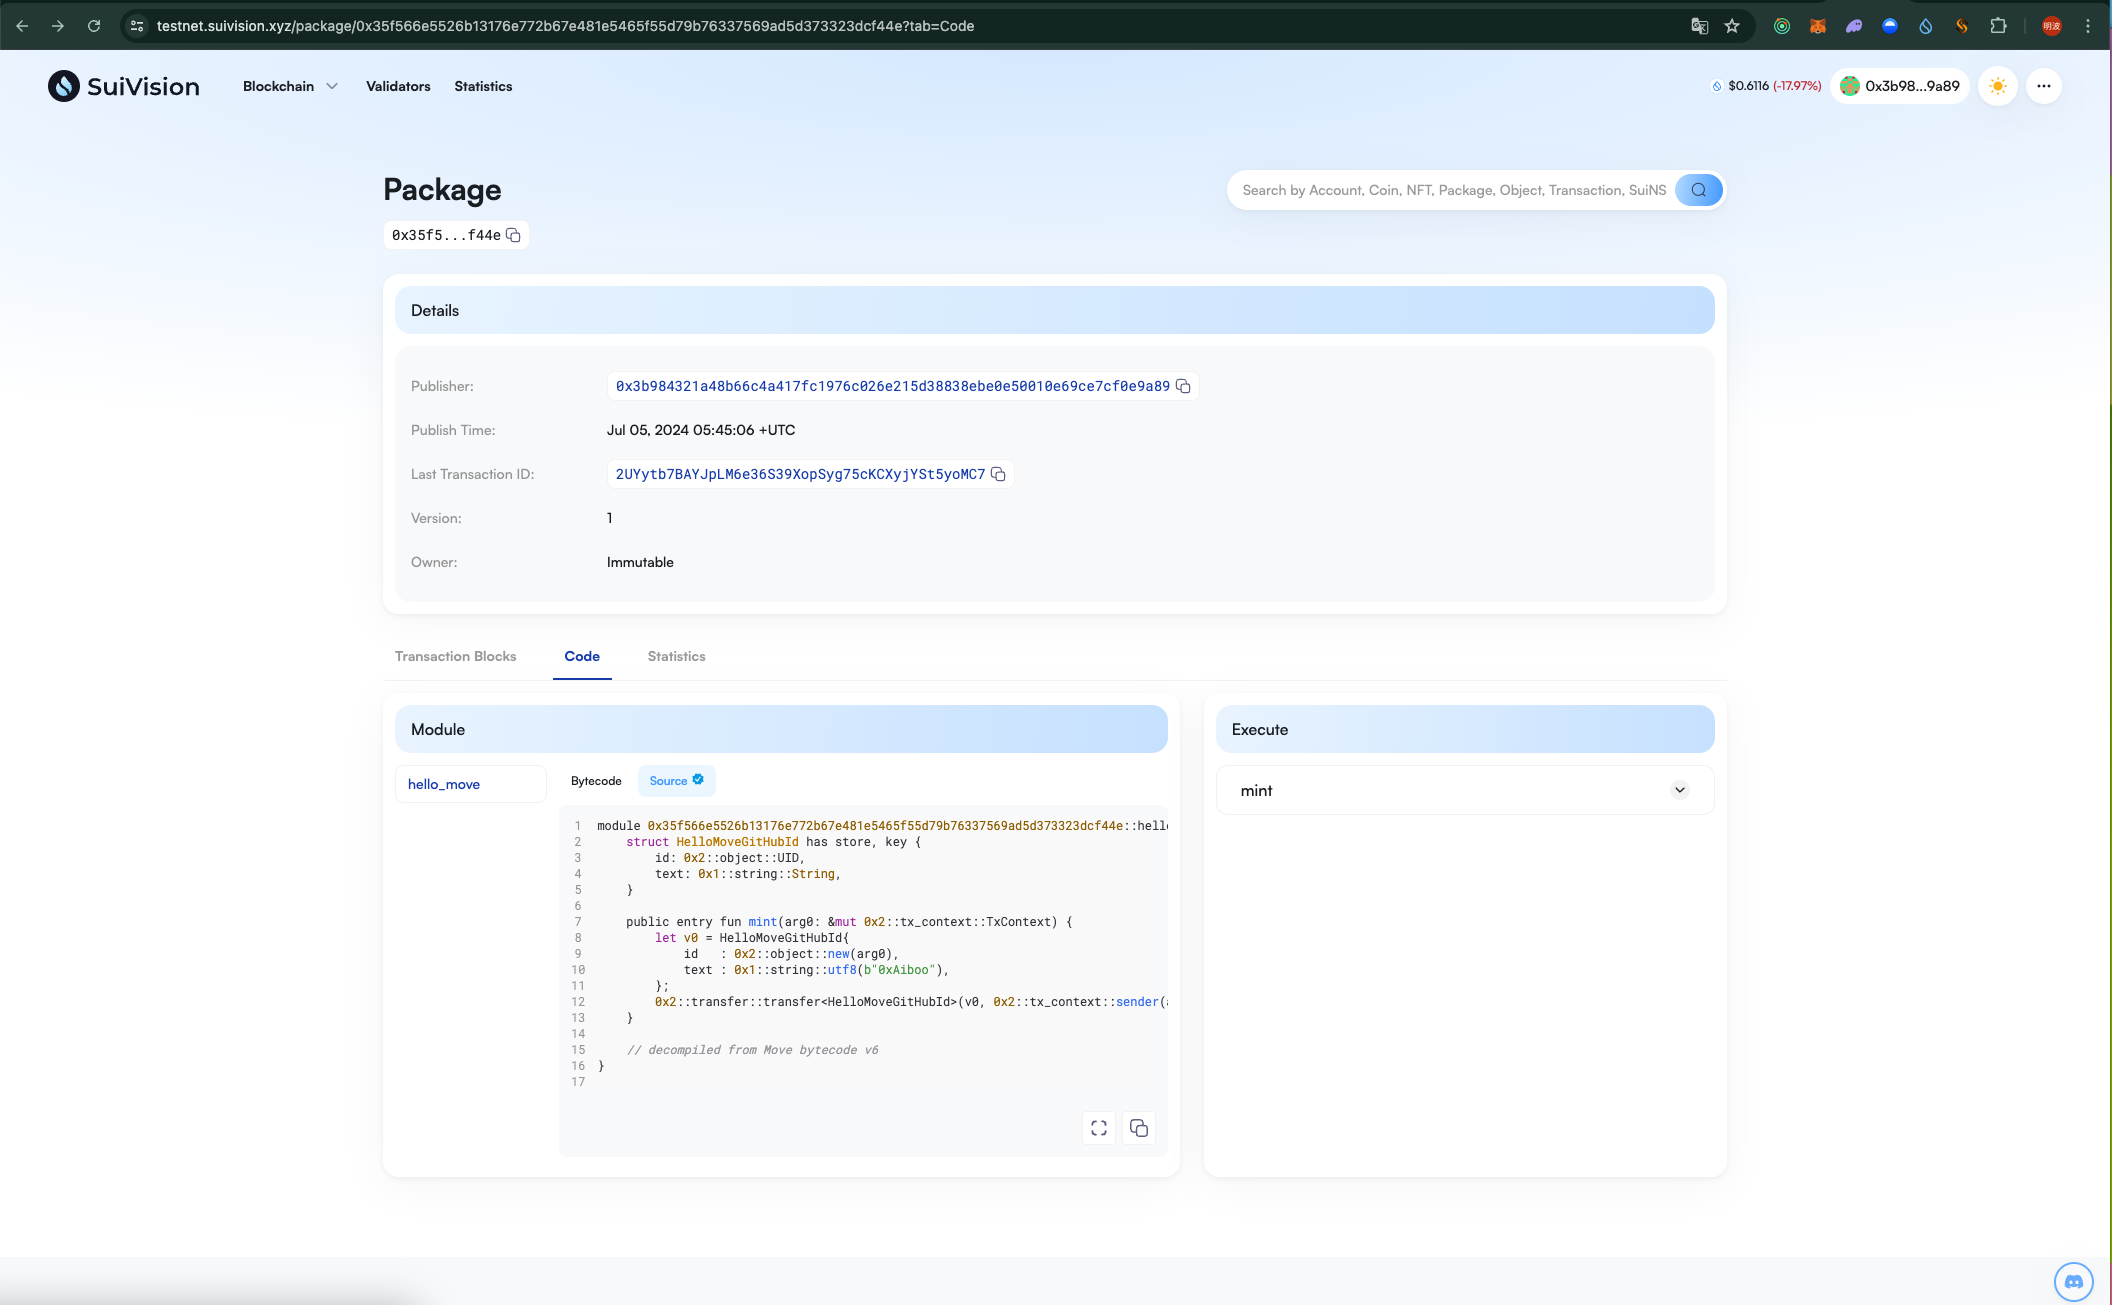 testnet.suivision.xyz/package/0x35f566e5526b13176e772b67e481e5465f55d79b76337569ad5d373323dcf44e?tab=Code
明波
SuiVision
Blockchain
Validators
Statistics
$0.6116 (-17.97%)
0x3b98...9a89
Package
Search by Account, Coin, NFT, Package, Object, Transaction, SuiNS
0x35f5...f44e
Details
Publisher:
0x3b984321a48b66c4a417fc1976c026e215d38838ebe0e50010e69ce7cf0e9a89
Publish Time:
Jul 05, 2024 05:45:06 +UTC
Last Transaction ID:
2UYytb7BAYJpLM6e36S39XopSyg75cKCXyjYSt5yoMC7
Version:
1
Owner:
Immutable
Transaction Blocks
Code
Statistics
Module
Execute
hello_move
Bytecode
Source
mint
1 module 0x35f566e5526b13176e772b67e481e5465f55d79b76337569ad5d373323dcf44e::hell
2     struct HelloMoveGitHubId has store, key {
3         id: 0x2::object::UID,
4         text: 0x1::string::String,
5     }
6
7     public entry fun mint(arg0: &mut 0x2::tx_context::TxContext) {
8         let v0 = HelloMoveGitHubId{
9             id   : 0x2::object::new(arg0),
10             text : 0x1::string::utf8(b"0xAiboo"),
11         };
12         0x2::transfer::transfer<HelloMoveGitHubId>(v0, 0x2::tx_context::sender(
13     }
14
15     // decompiled from Move bytecode v6
16 }
17